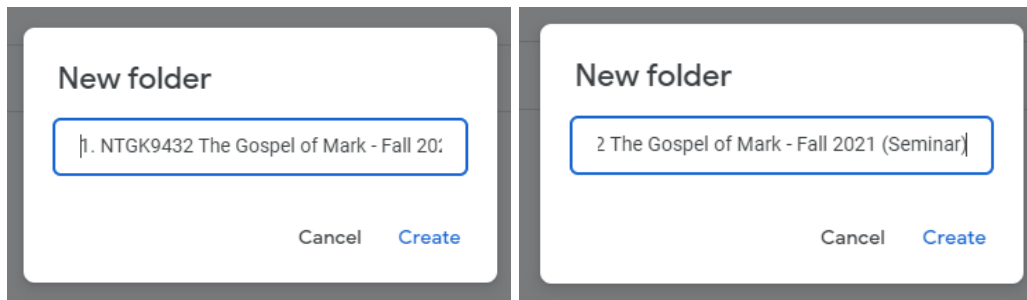 New folder
1. NTGK9432 The Gospel of Mark - Fall 202
Cancel Create
New folder
2 The Gospel of Mark - Fall 2021 (Seminar)
Cancel Create